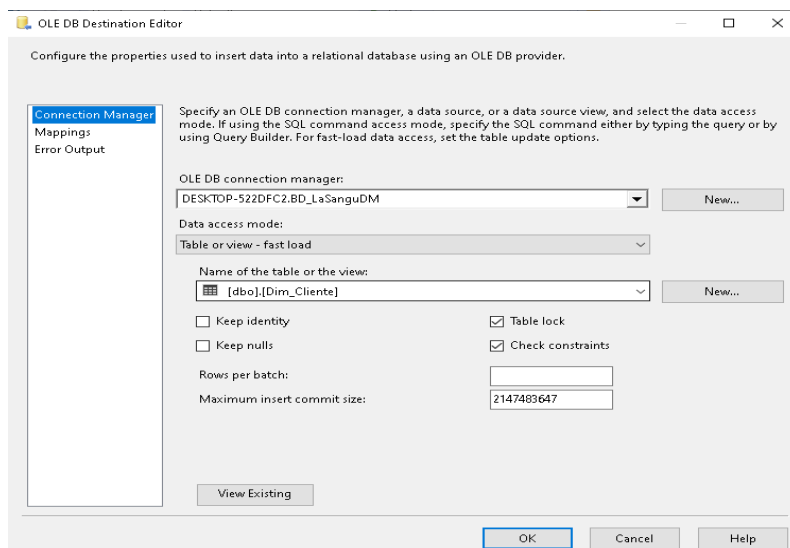 OLE DB Destination Editor
Configure the properties used to insert data into a relational database using an OLE DB provider.
Connection Manager
Mappings
Error Output
Specify an OLE DB connection manager, a data source, or a data source view, and select the data access
mode. If using the SQL command access mode, specify the SQL command either by typing the query or by
using Query Builder. For fast-load data access, set the table update options.
OLE DB connection manager:
DESKTOP-522DFC2.BD_LaSanguDM
New...
Data access mode:
Table or view - fast load
Name of the table or the view:
[dbo].[Dim_Cliente]
New...
Keep identity
Table lock
Keep nulls
Check constraints
Rows per batch:
Maximum insert commit size:
2147483647
View Existing
OK
Cancel
Help